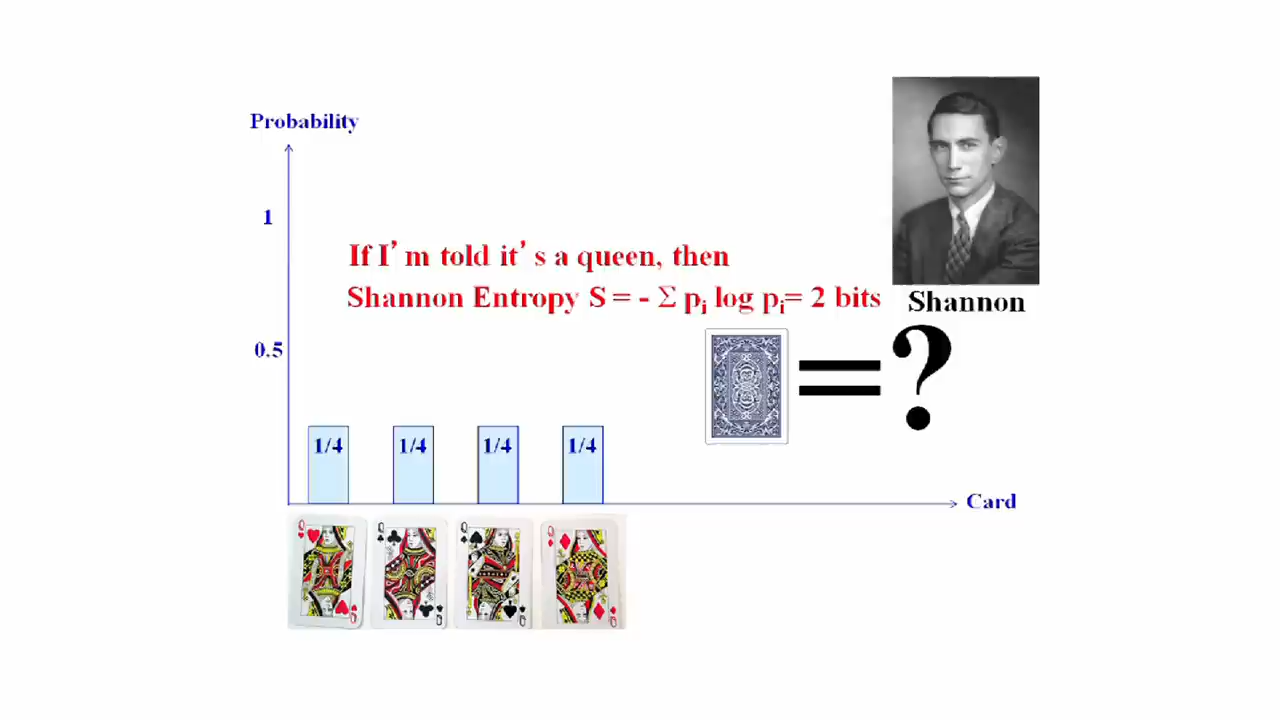 Probability
1
If I’m told it’s a queen, then
Shannon Entropy S = - Σ pᵢ log pᵢ= 2 bits
Shannon
0.5
=
?
1/4 1/4 1/4 1/4
Card
Q Q Q Q
Q Q Q Q